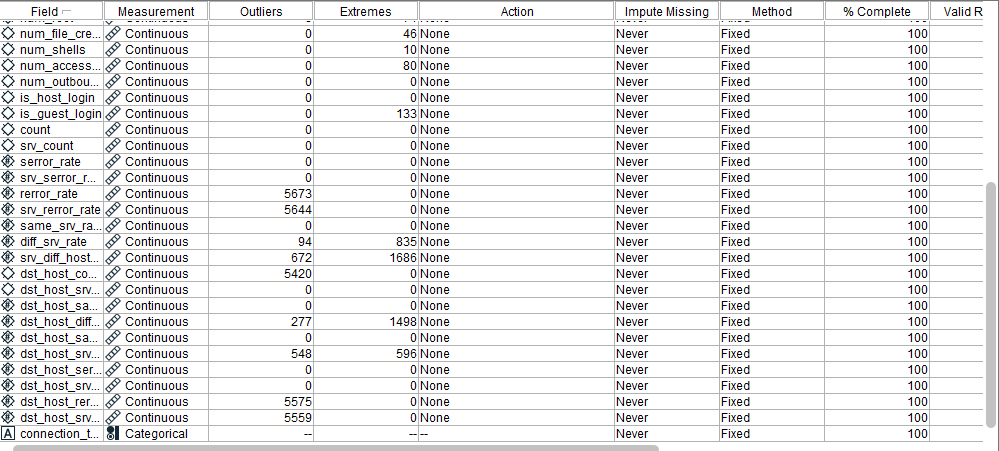 Field Measurement Outliers Extremes Action Impute Missing Method % Complete Valid R
num_file_cre... Continuous 0 46 None Never Fixed 100
num_shells Continuous 0 10 None Never Fixed 100
num_access... Continuous 0 80 None Never Fixed 100
num_outbou... Continuous 0 0 None Never Fixed 100
is_host_login Continuous 0 0 None Never Fixed 100
is_guest_login Continuous 0 133 None Never Fixed 100
count Continuous 0 0 None Never Fixed 100
srv_count Continuous 0 0 None Never Fixed 100
serror_rate Continuous 0 0 None Never Fixed 100
srv_serror_r... Continuous 0 0 None Never Fixed 100
rerror_rate Continuous 5673 0 None Never Fixed 100
srv_rerror_rate Continuous 5644 0 None Never Fixed 100
same_srv_ra... Continuous 0 0 None Never Fixed 100
diff_srv_rate Continuous 94 835 None Never Fixed 100
srv_diff_host... Continuous 672 1686 None Never Fixed 100
dst_host_co... Continuous 5420 0 None Never Fixed 100
dst_host_srv... Continuous 0 0 None Never Fixed 100
dst_host_sa... Continuous 0 0 None Never Fixed 100
dst_host_diff... Continuous 277 1498 None Never Fixed 100
dst_host_sa... Continuous 0 0 None Never Fixed 100
dst_host_srv... Continuous 548 596 None Never Fixed 100
dst_host_ser... Continuous 0 0 None Never Fixed 100
dst_host_srv... Continuous 0 0 None Never Fixed 100
dst_host_rer... Continuous 5575 0 None Never Fixed 100
dst_host_srv... Continuous 5559 0 None Never Fixed 100
A connection_t... Categorical -- -- -- Never Fixed 100